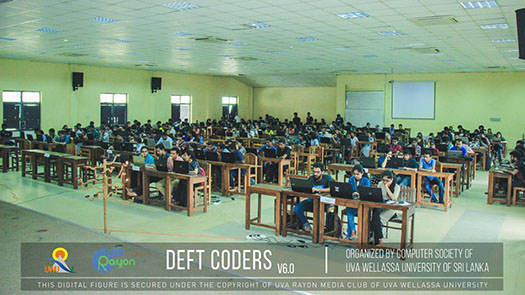 UVA
Rayon
DEFT CODERS V6.0
ORGANIZED BY COMPUTER SOCIETY OF
UVA WELLASSA UNIVERSITY OF SRI LANKA
THIS DIGITAL FIGURE IS SECURED UNDER THE COPYRIGHT OF UVA RAYON MEDIA CLUB OF UVA WELLASSA UNIVERSITY